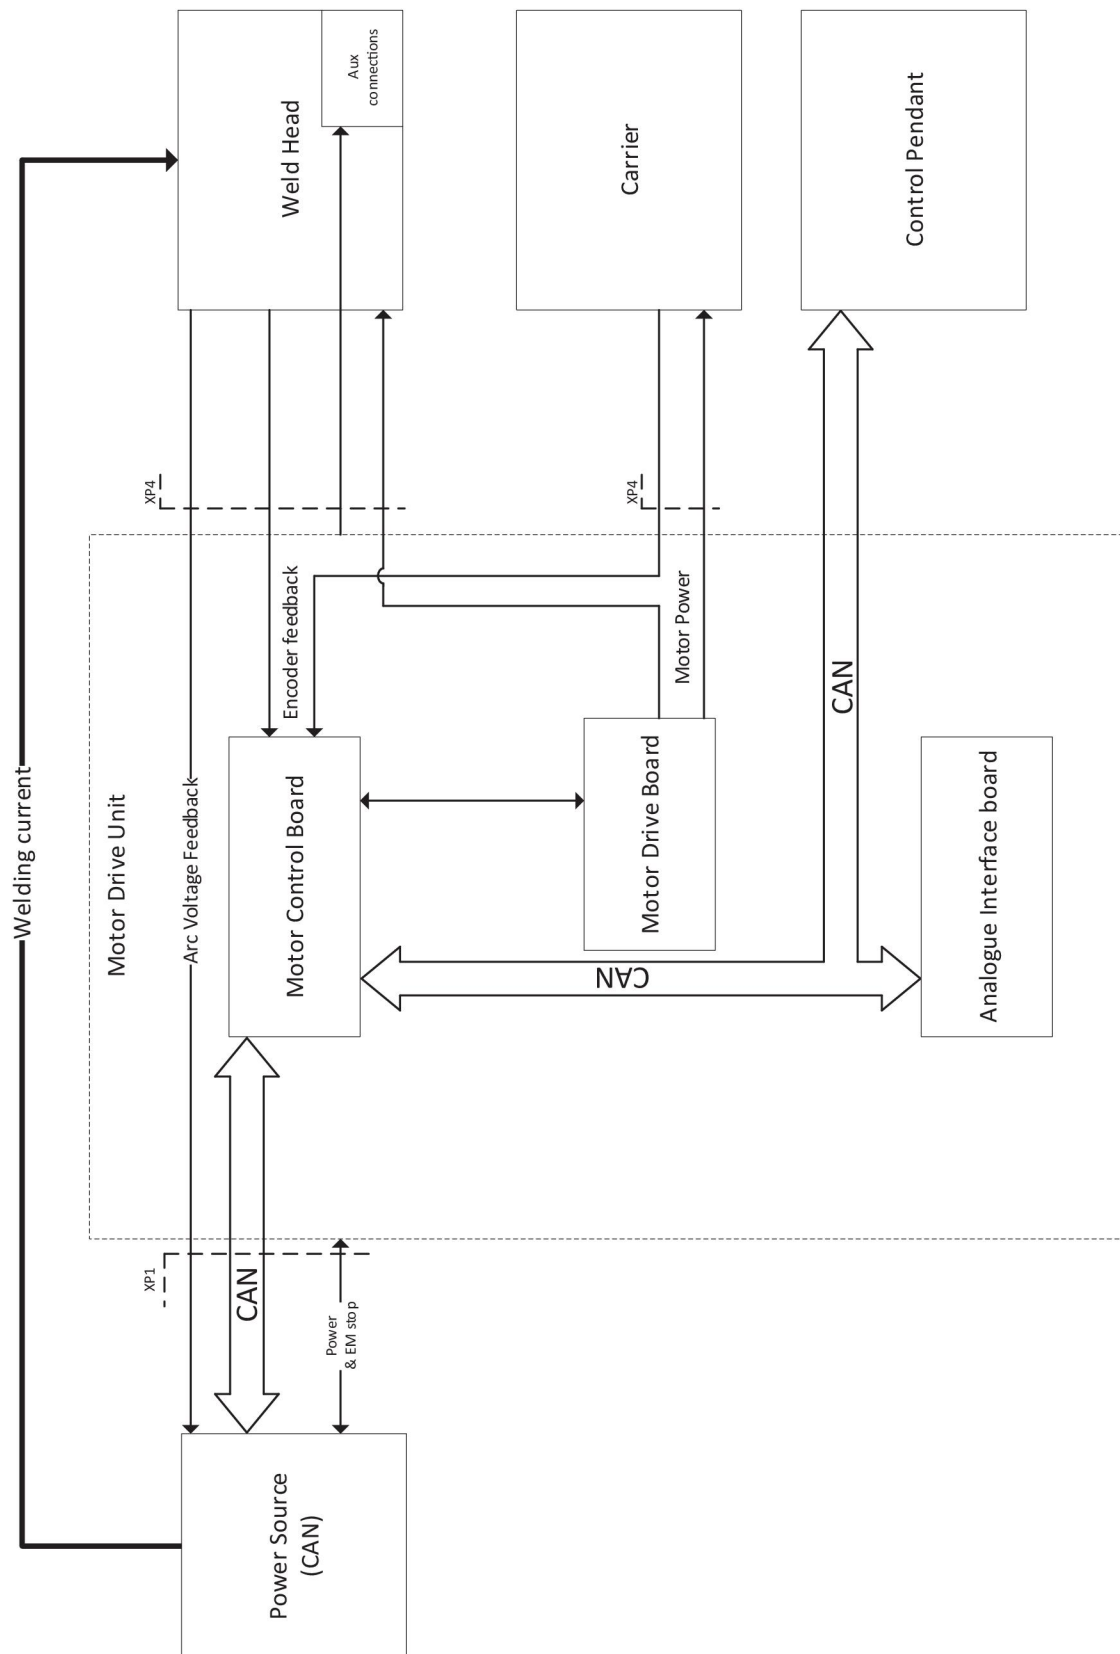 Welding current
Motor Drive Unit
Arc Voltage Feedback
XP1
CAN
Power
& EM stop
Power Source
(CAN)
Motor Control Board
Encoder feedback
XP4
Weld Head
Aux
connections
CAN
Motor Drive Board
Motor Power
XP4
Carrier
CAN
Control Pendant
Analogue Interface board